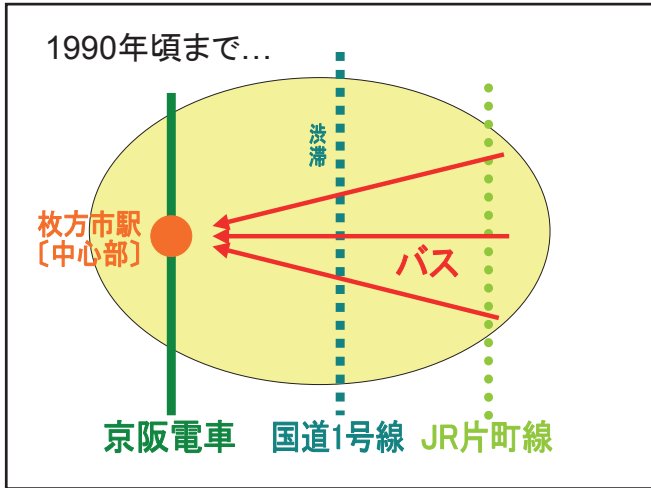 1990年頃まで…
渋滞
枚方市駅
〔中心部〕
バス
京阪電車
国道1号線
JR片町線